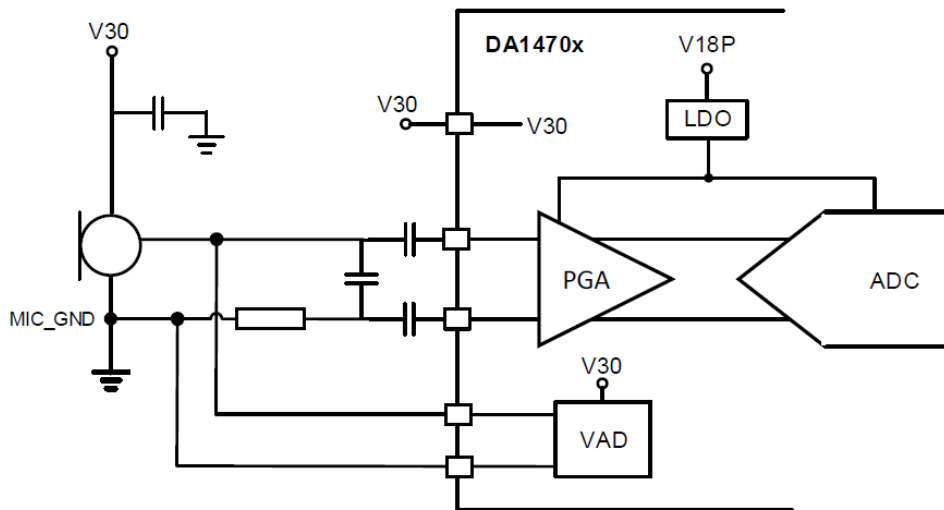 V30
DA1470x
V18P
V30
V30
LDO
PGA
ADC
MIC_GND
V30
VAD